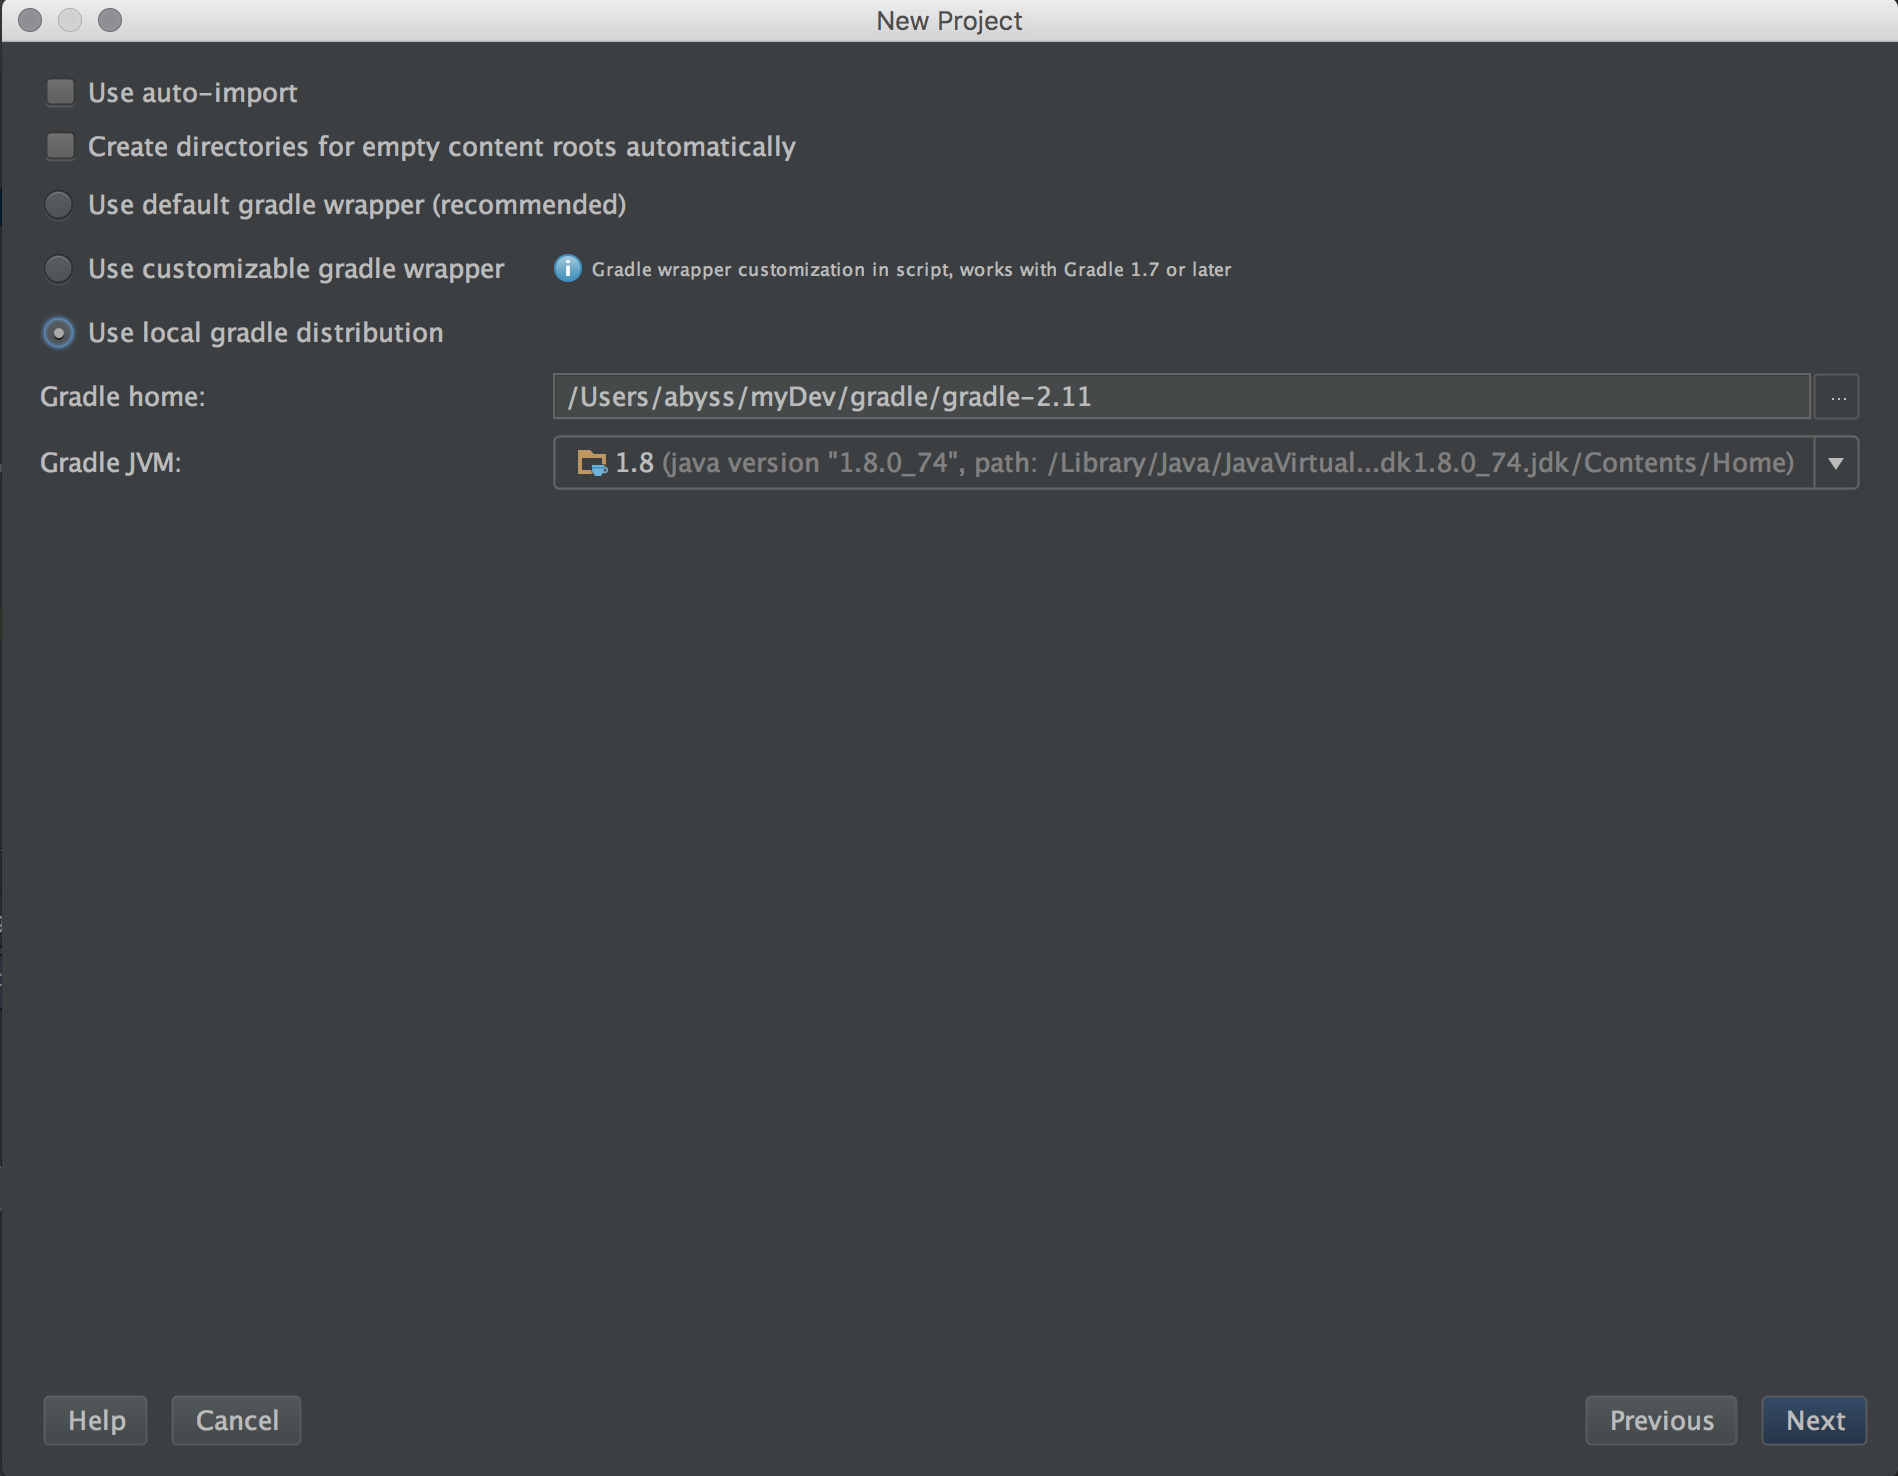 New Project
Use auto-import
Create directories for empty content roots automatically
Use default gradle wrapper (recommended)
Use customizable gradle wrapper Gradle wrapper customization in script, works with Gradle 1.7 or later
Use local gradle distribution
Gradle home: /Users/abyss/myDev/gradle/gradle-2.11 ...
Gradle JVM: 1.8 (java version "1.8.0_74", path: /Library/Java/JavaVirtual...dk1.8.0_74.jdk/Contents/Home)
Help Cancel Previous Next